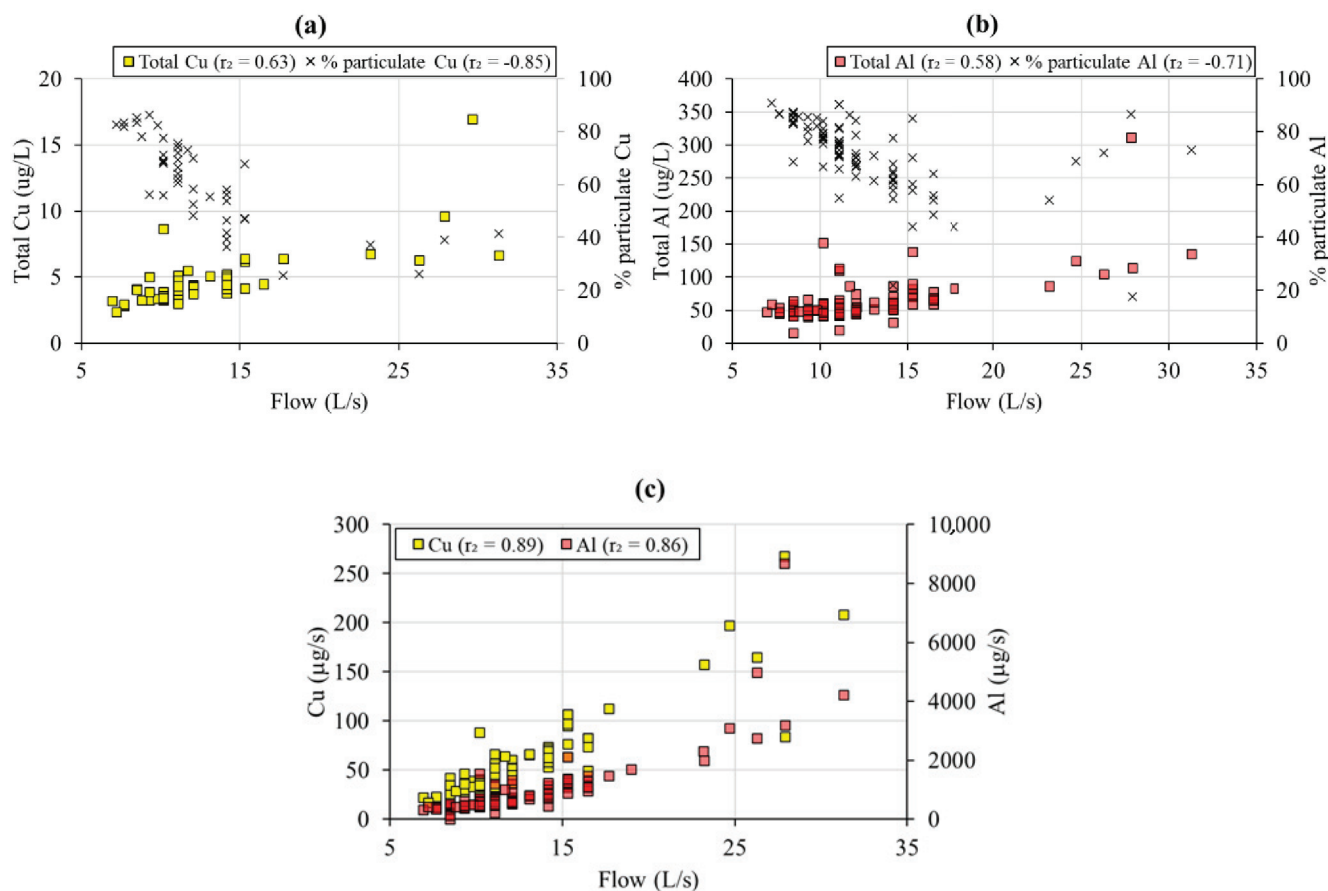 (a)
Total Cu (r₂ = 0.63) × % particulate Cu (r₂ = -0.85)
20
15
10
5
0
Total Cu (ug/L)
100
80
60
40
20
0
% particulate Cu
5 15 25 35
Flow (L/s)
(b)
Total Al (r₂ = 0.58) × % particulate Al (r₂ = -0.71)
400
350
300
250
200
150
100
50
0
Total Al (ug/L)
100
80
60
40
20
0
% particulate Al
5 10 15 20 25 30 35
Flow (L/s)
(c)
Cu (r₂ = 0.89) Al (r₂ = 0.86)
300
250
200
150
100
50
0
Cu (µg/s)
10,000
8000
6000
4000
2000
0
Al (µg/s)
5 15 25 35
Flow (L/s)